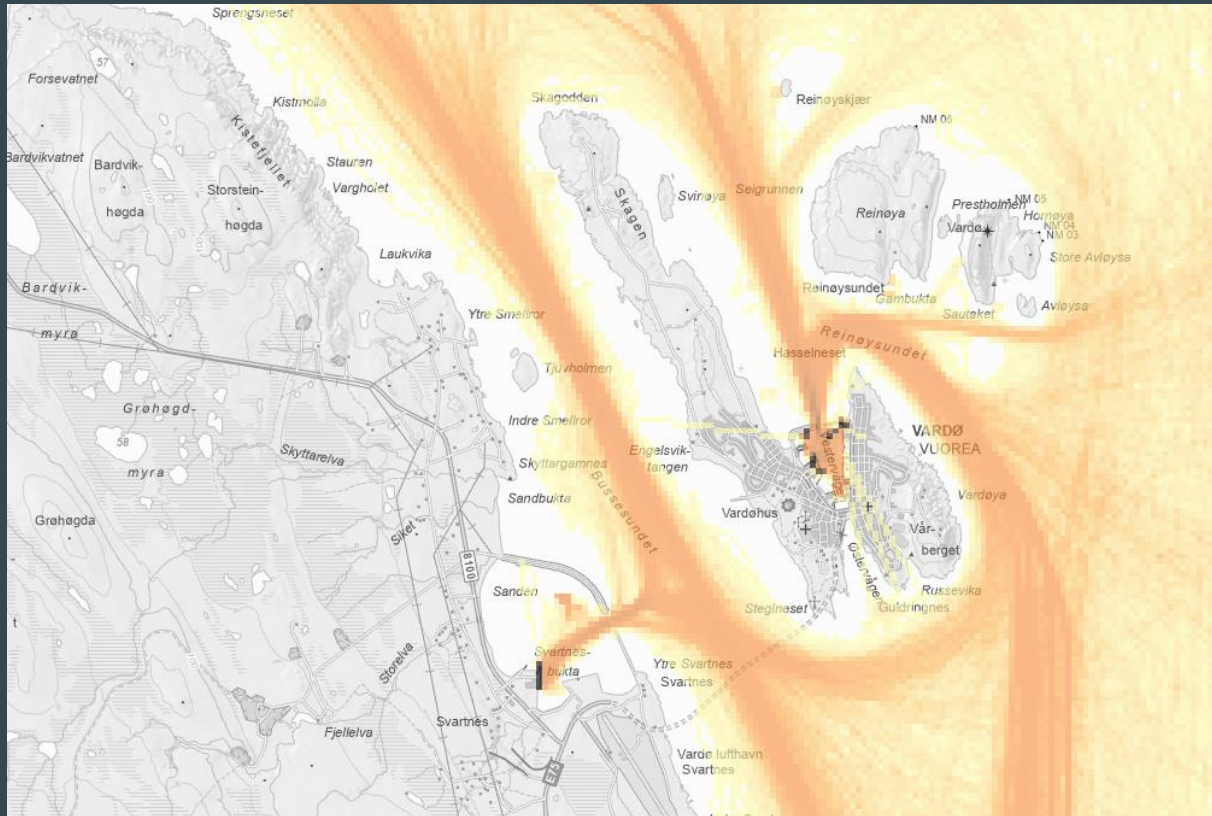 Sprengsneset
57
Forsevatnet
Kistmolla
Skagodden
Reinøyskjær
NM 06
Kistefjellet
Bardvikvatnet
Bardvik-
høgda
100
Stauren
Vargholet
Storstein-
høgda
100
Skagen
Svinøya
Seigrunnen
Reinøya
Prestholmen
NM 05
Hornøya
Vardø
NM 04
NM 03
Store Avløysa
Laukvika
Bardvik-
myra
Reinøysundet
Gambukta
Sautaket
Avløysa
Ytre Smellror
Reinøysundet
Hasselneset
Tjuvholmen
Grøhøgd-
myra
58
Indre Smellror
VARDØ
VUOREA
Skyttarelva
Skyttargamnes
Engelsvik-
tangen
Sandbukta
Bussesundet
Vardøya
Grøhøgda
Siket
Vardøhus
Vår-
berget
8100
Østervågen
Sanden
Russevika
Steglneset
Guldringnes
t
Storelva
Svartnes-
bukta
Ytre Svartnes
Svartnes
100
Svartnes
Fjellelva
Vardø lufthavn
Svartnes
E75